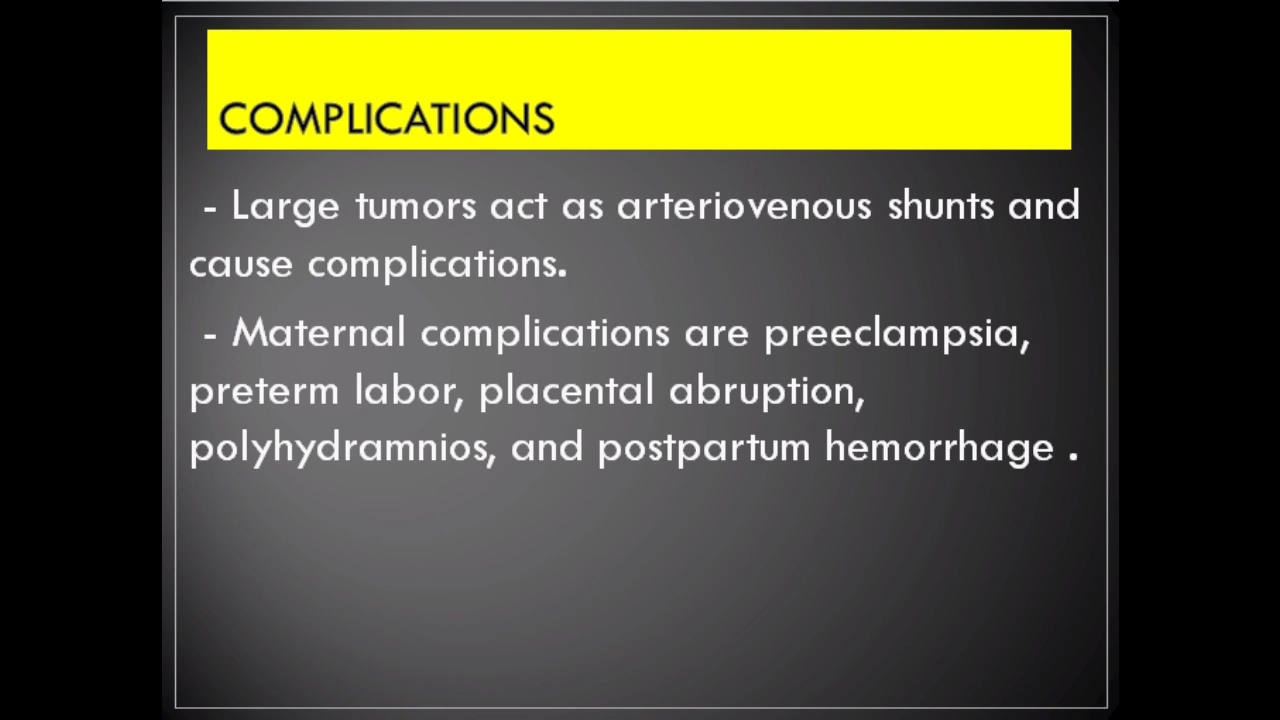 COMPLICATIONS
- Large tumors act as arteriovenous shunts and
cause complications.
- Maternal complications are preeclampsia,
preterm labor, placental abruption,
polyhydramnios, and postpartum hemorrhage .